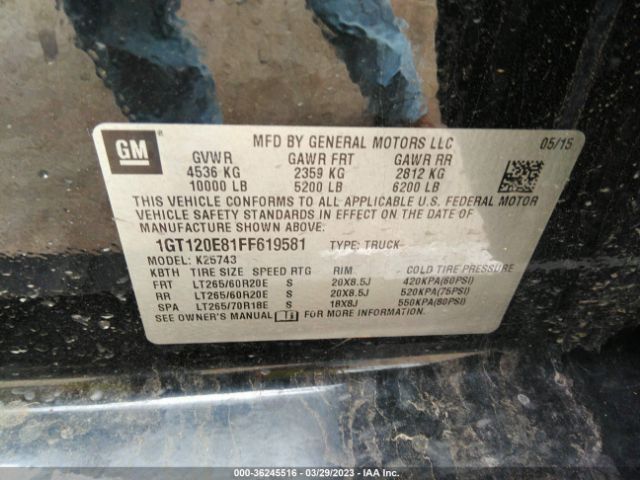 GM
MFD BY GENERAL MOTORS LLC 05/15
GVWR GAWR FRT GAWR RR
4536 KG 2359 KG 2812 KG
10000 LB 5200 LB 6200 LB
THIS VEHICLE CONFORMS TO ALL APPLICABLE U.S. FEDERAL MOTOR
VEHICLE SAFETY STANDARDS IN EFFECT ON THE DATE OF
MANUFACTURE SHOWN ABOVE.
1GT120E81FF619581 TYPE: TRUCK
MODEL: K25743
KBTH TIRE SIZE SPEED RTG RIM COLD TIRE PRESSURE
FRT LT265/60R20E S 20X8.5J 420KPA(60PSI)
RR LT265/60R20E S 20X8.5J 520KPA(75PSI)
SPA LT265/70R18E S 18X8J 550KPA(80PSI)
SEE OWNER'S MANUAL FOR MORE INFORMATION.
000-36245516 — 03/29/2023 — IAA Inc.